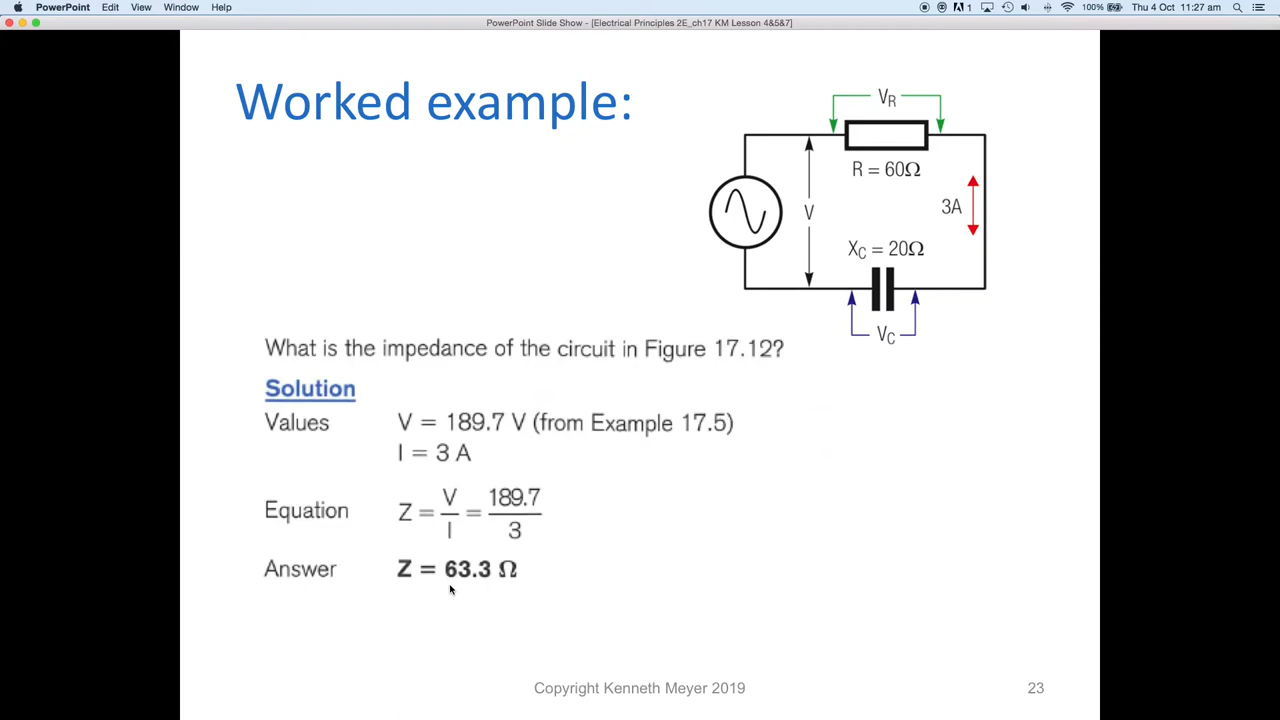 PowerPoint Edit View Window Help 1 100% Thu 4 Oct 11:27 am
PowerPoint Slide Show - [Electrical Principles 2E_ch17 KM Lesson 4&5&7]
Worked example:
VR
R = 60Ω
V
3A
XC = 20Ω
VC
What is the impedance of the circuit in Figure 17.12?
Solution
Values V = 189.7 V (from Example 17.5)
I = 3 A
Equation Z = V/I = 189.7/3
Answer Z = 63.3 Ω
Copyright Kenneth Meyer 2019
23